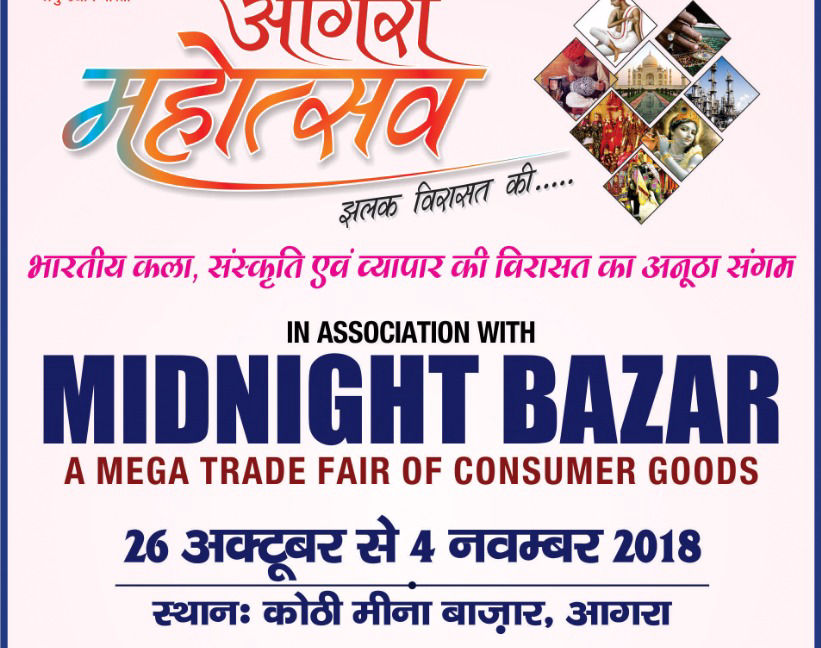 आगरा
महोत्सव
झलक विरासत की.....
भारतीय कला, संस्कृति एवं व्यापार की विरासत का अनूठा संगम
IN ASSOCIATION WITH
MIDNIGHT BAZAR
A MEGA TRADE FAIR OF CONSUMER GOODS
26 अक्टूबर से 4 नवम्बर 2018
स्थानः कोठी मीना बाज़ार, आगरा